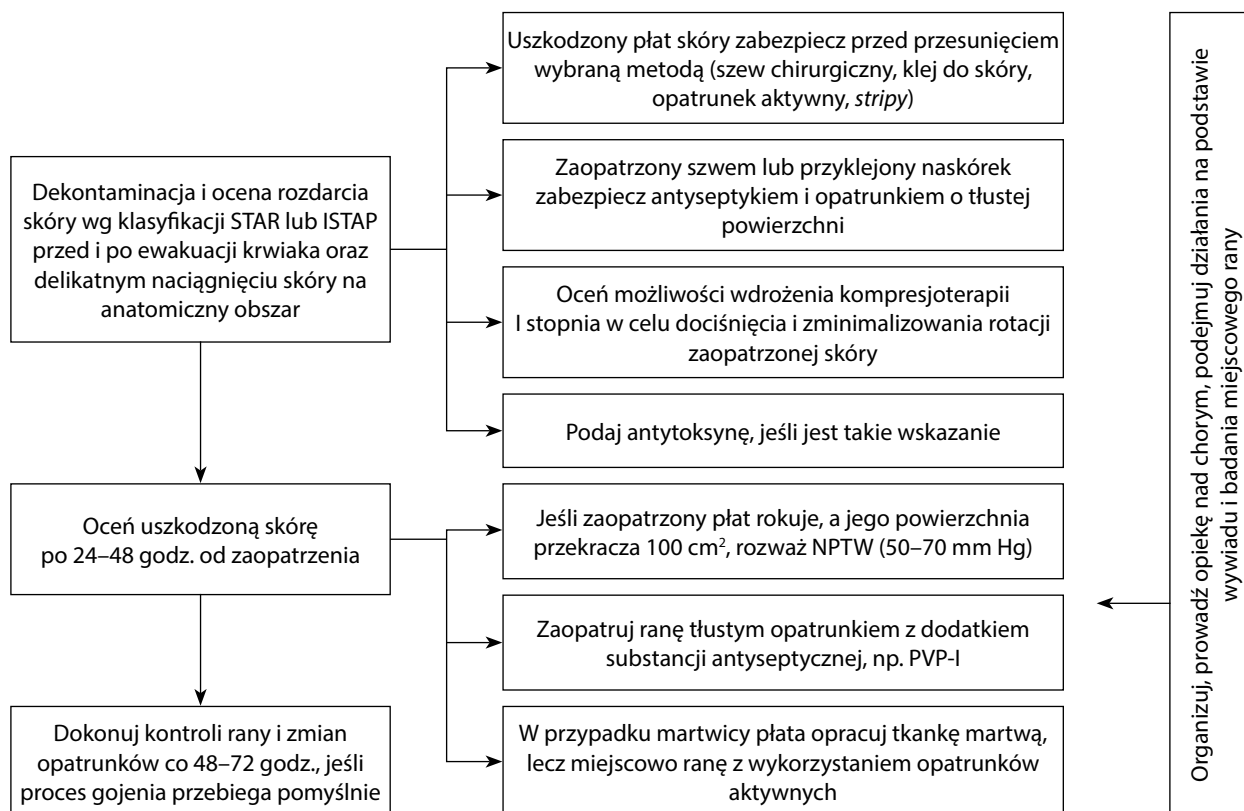 Uszkodzony płat skóry zabezpiecz przed przesunięciem
wybraną metodą (szew chirurgiczny, klej do skóry,
opatrunek aktywny, stripy)
Dekontaminacja i ocena rozdarcia
skóry wg klasyfikacji STAR lub ISTAP
przed i po ewakuacji krwiaka oraz
delikatnym naciągnięciu skóry na
anatomiczny obszar
Zaopatrzony szwem lub przyklejony naskórek
zabezpiecz antyseptykiem i opatrunkiem o tłustej
powierzchni
Oceń możliwości wdrożenia kompresjoterapii
I stopnia w celu dociśnięcia i zminimalizowania rotacji
zaopatrzonej skóry
Podaj antytoksynę, jeśli jest takie wskazanie
Oceń uszkodzoną skórę
po 24–48 godz. od zaopatrzenia
Jeśli zaopatrzony płat rokuje, a jego powierzchnia
przekracza 100 cm², rozważ NPTW (50–70 mm Hg)
Zaopatruj ranę tłustym opatrunkiem z dodatkiem
substancji antyseptycznej, np. PVP-I
Dokonuj kontroli rany i zmian
opatrunków co 48–72 godz., jeśli
proces gojenia przebiega pomyślnie
W przypadku martwicy płata opracuj tkankę martwą,
lecz miejscowo ranę z wykorzystaniem opatrunków
aktywnych
Organizuj, prowadź opiekę nad chorym, podejmuj działania na podstawie
wywiadu i badania miejscowego rany